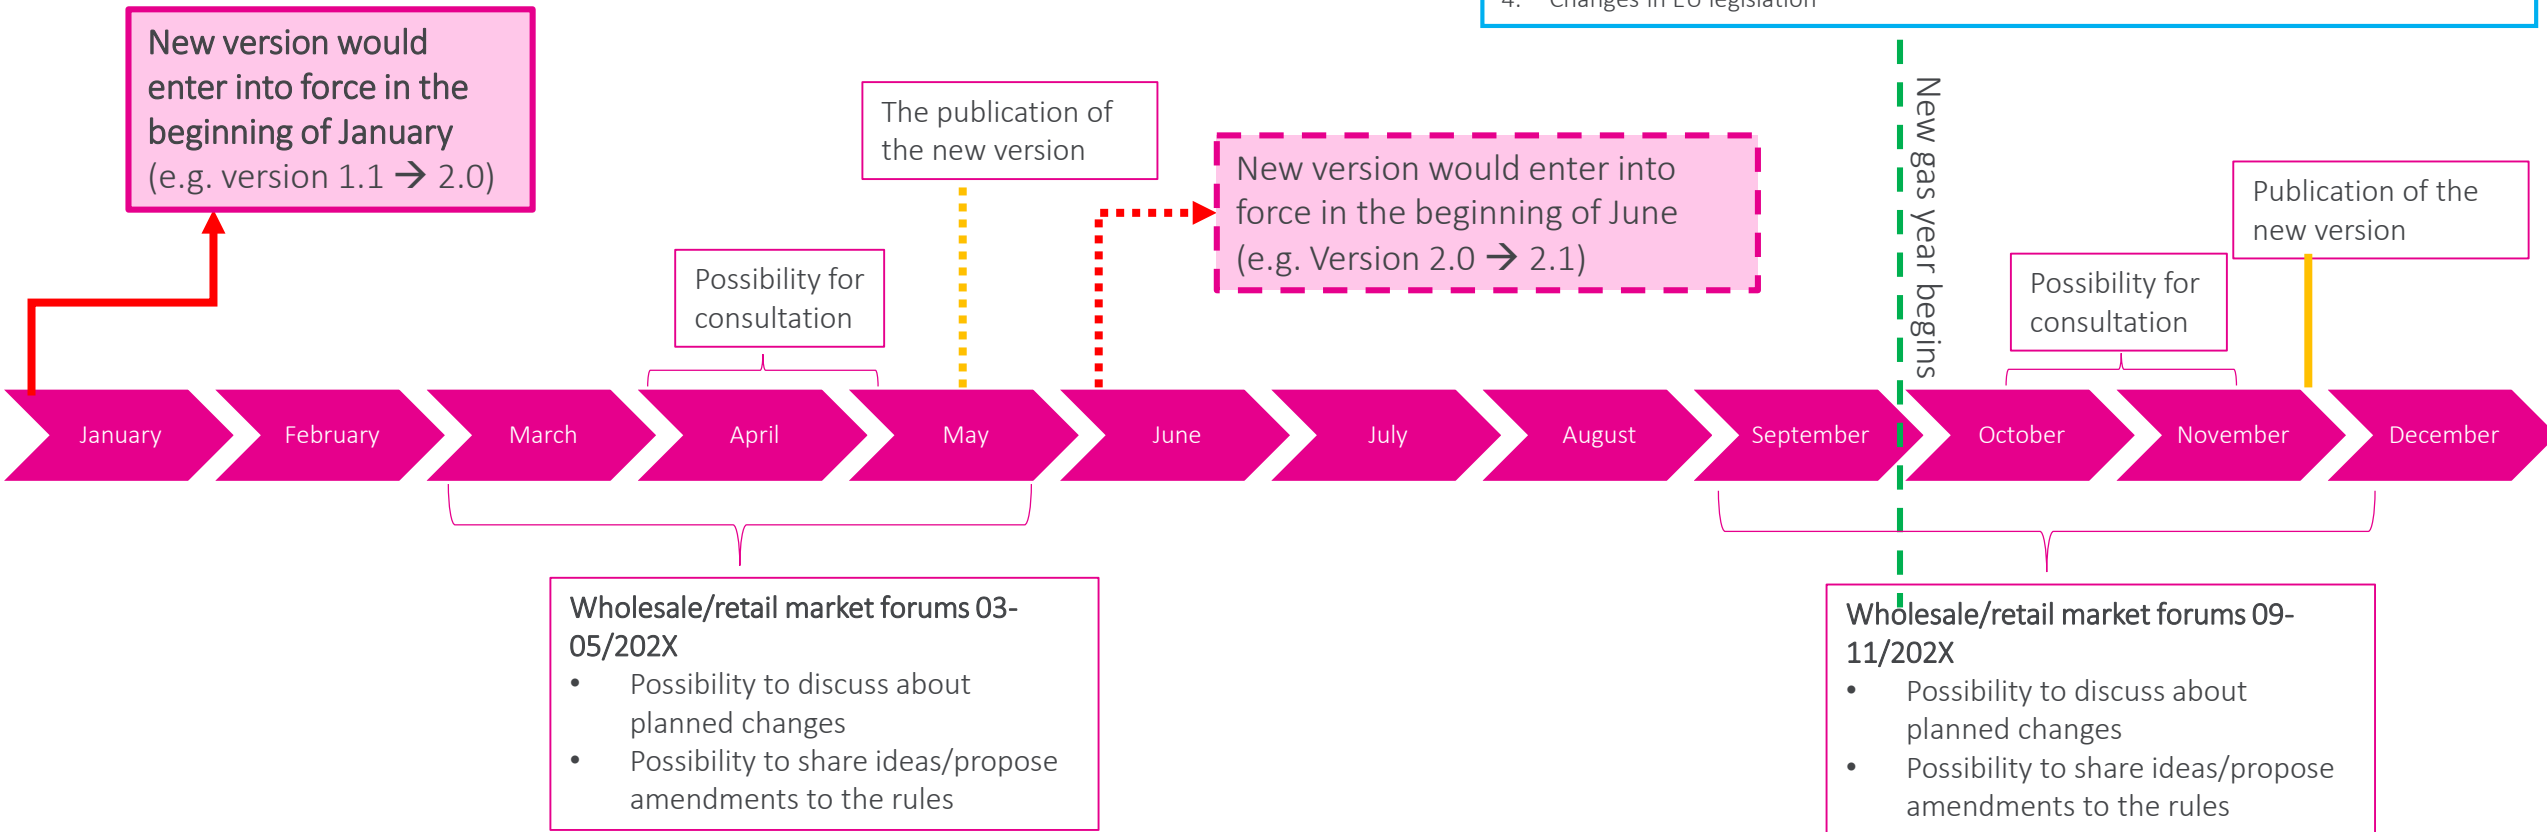 4. Changes in EU legislation
New version would
enter into force in the
beginning of January
(e.g. version 1.1 → 2.0)
The publication of
the new version
New version would enter into
force in the beginning of June
(e.g. Version 2.0 → 2.1)
New gas year begins
Publication of the
new version
Possibility for
consultation
Possibility for
consultation
January
February
March
April
May
June
July
August
September
October
November
December
Wholesale/retail market forums 03-
05/202X
• Possibility to discuss about
planned changes
• Possibility to share ideas/propose
amendments to the rules
Wholesale/retail market forums 09-
11/202X
• Possibility to discuss about
planned changes
• Possibility to share ideas/propose
amendments to the rules